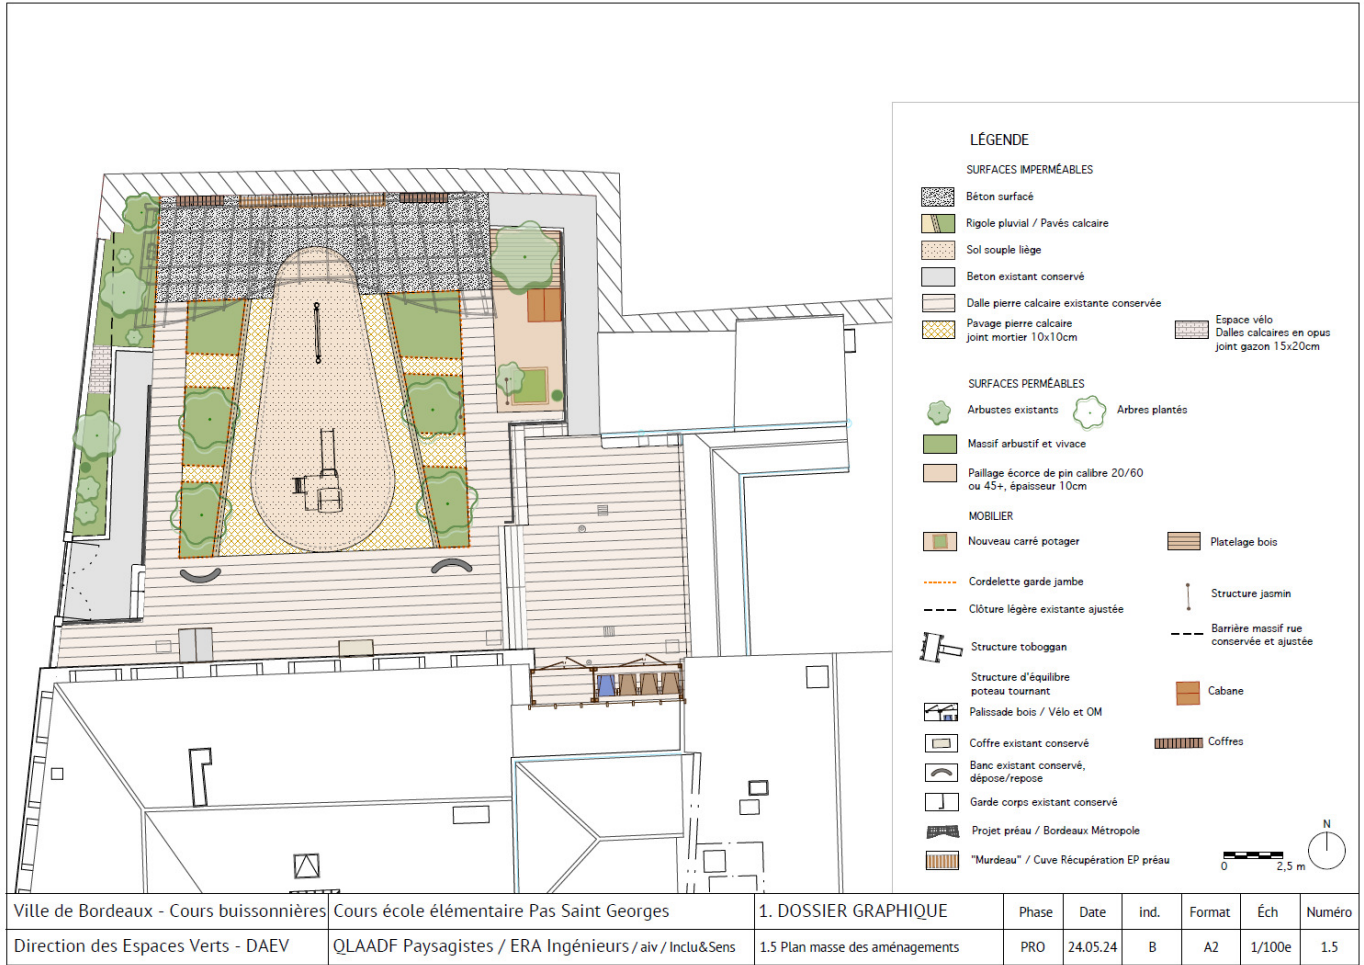 LÉGENDE
SURFACES IMPERMÉABLES
Béton surfacé
Rigole pluvial / Pavés calcaire
Sol souple liège
Beton existant conservé
Dalle pierre calcaire existante conservée
Pavage pierre calcaire
joint mortier 10x10cm
Espace vélo
Dalles calcaires en opus
joint gazon 15x20cm
SURFACES PERMÉABLES
Arbustes existants
Arbres plantés
Massif arbustif et vivace
Paillage écorce de pin calibre 20/60
ou 45+, épaisseur 10cm
MOBILIER
Nouveau carré potager
Platelage bois
Cordelette garde jambe
Structure jasmin
Clôture légère existante ajustée
Barrière massif rue
conservée et ajustée
Structure toboggan
Structure d'équilibre
poteau tournant
Cabane
Palissade bois / Vélo et OM
Coffre existant conservé
Coffres
Banc existant conservé,
dépose/repose
Garde corps existant conservé
Projet préau / Bordeaux Métropole
"Murdeau" / Cuve Récupération EP préau
N
0 2,5 m
Ville de Bordeaux - Cours buissonnières
Cours école élémentaire Pas Saint Georges
1. DOSSIER GRAPHIQUE
Phase Date ind. Format Éch Numéro
Direction des Espaces Verts - DAEV
QLAADF Paysagistes / ERA Ingénieurs / aiv / Inclu&Sens
1.5 Plan masse des aménagements
PRO 24.05.24 B A2 1/100e 1.5